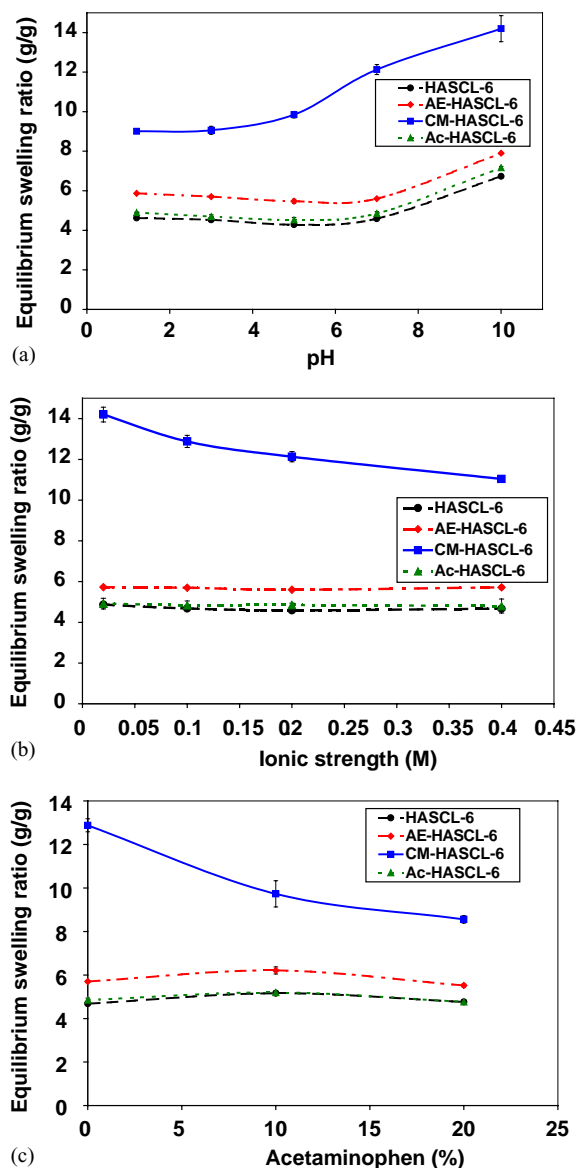 14
12
10
8
6
4
2
0
Equilibrium swelling ratio (g/g)
HASCL-6
AE-HASCL-6
CM-HASCL-6
Ac-HASCL-6
0 2 4 6 8 10
pH
(a)
14
12
10
8
6
4
2
0
Equilibrium swelling ratio (g/g)
HASCL-6
AE-HASCL-6
CM-HASCL-6
Ac-HASCL-6
0 0.05 0.1 0.15 02 0.25 0.3 0.35 0.4 0.45
Ionic strength (M)
(b)
14
12
10
8
6
4
2
0
Equilibrium swelling ratio (g/g)
HASCL-6
AE-HASCL-6
CM-HASCL-6
Ac-HASCL-6
0 5 10 15 20 25
Acetaminophen (%)
(c)